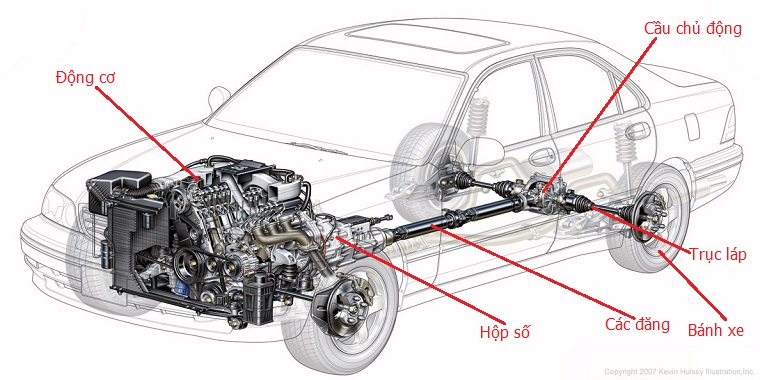 Cầu chủ động
Động cơ
Trục láp
Các đăng
Bánh xe
Hộp số
Copyright 2007 Kevin Hulsey Illustration,Inc.